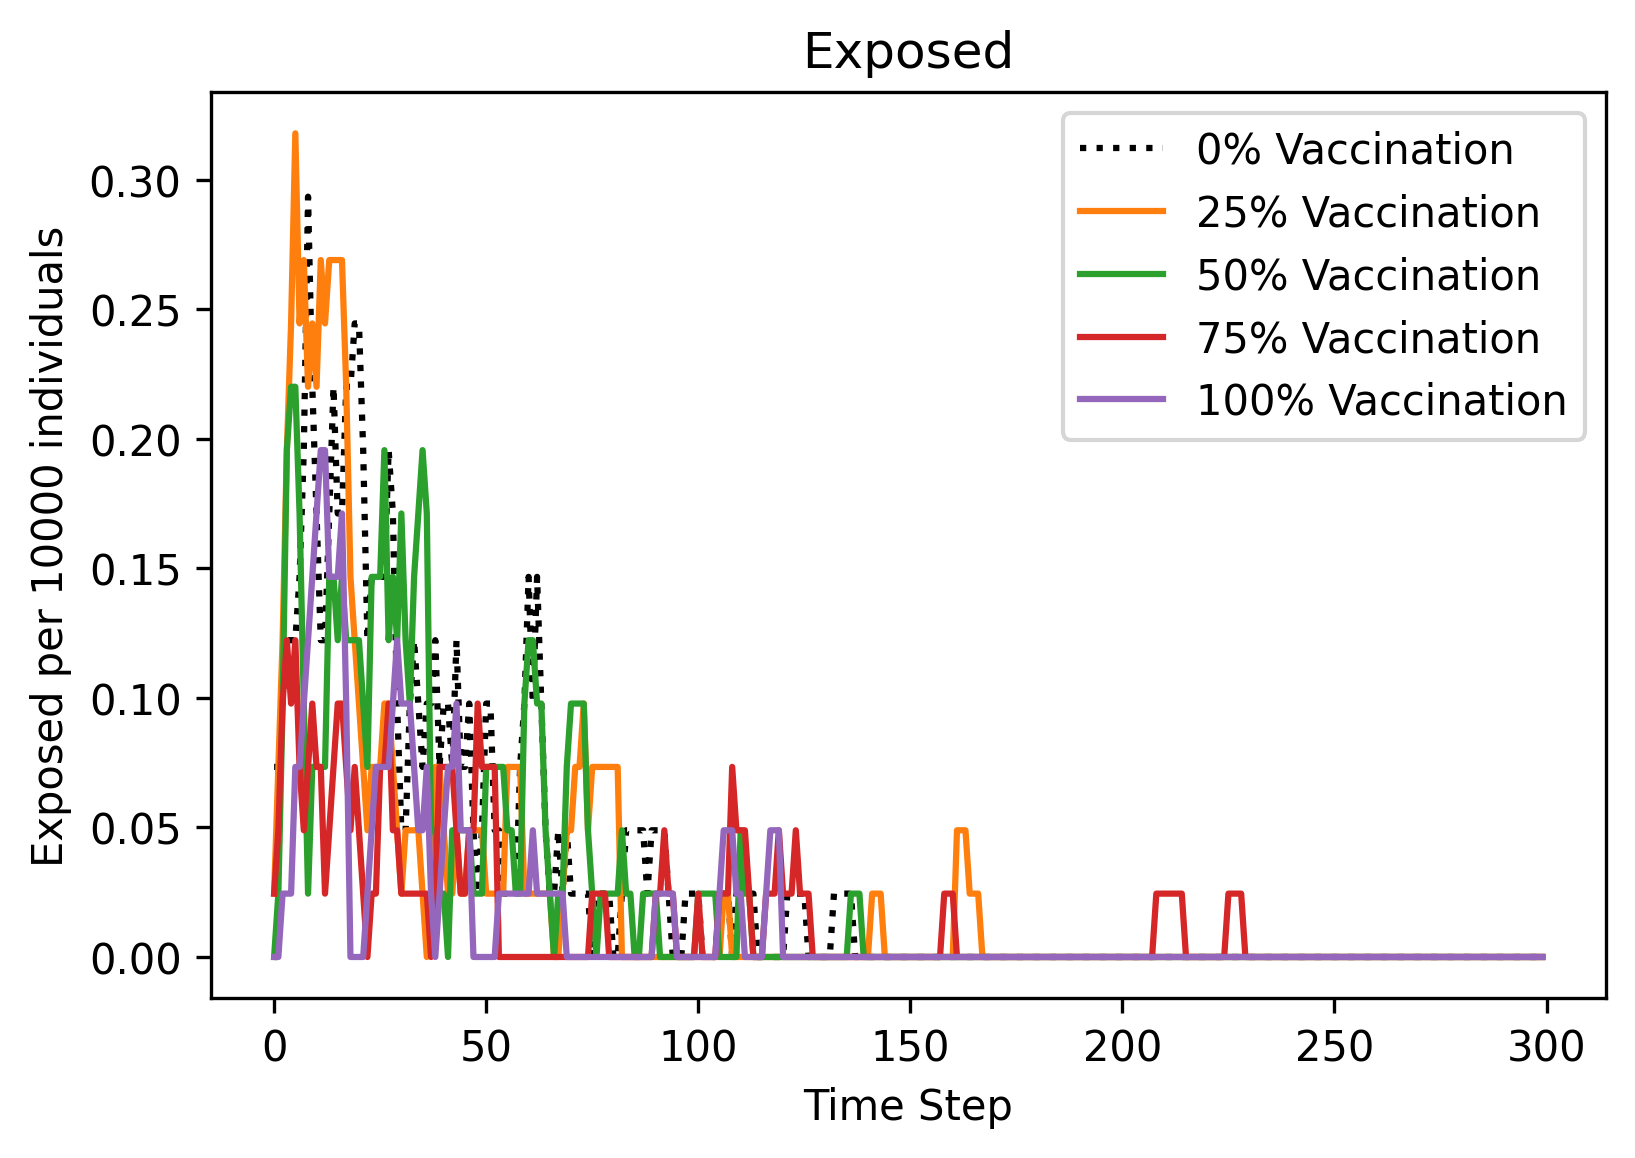 Exposed
Exposed per 10000 individuals
0.30
0.25
0.20
0.15
0.10
0.05
0.00
0% Vaccination
25% Vaccination
50% Vaccination
75% Vaccination
100% Vaccination
0 50 100 150 200 250 300
Time Step